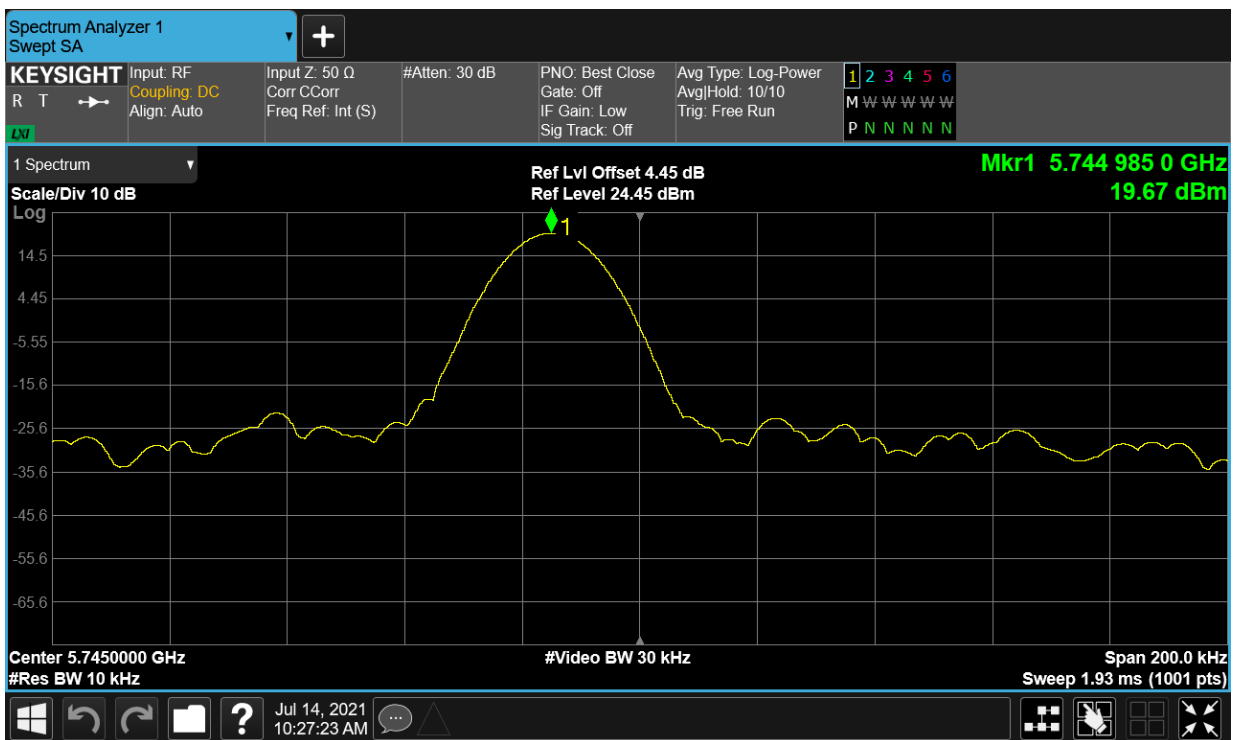 Spectrum Analyzer 1
Swept SA
KEYSIGHT
R T
LXI
Input: RF
Coupling: DC
Align: Auto
Input Z: 50 Ω
Corr CCorr
Freq Ref: Int (S)
#Atten: 30 dB
PNO: Best Close
Gate: Off
IF Gain: Low
Sig Track: Off
Avg Type: Log-Power
Avg|Hold: 10/10
Trig: Free Run
1 2 3 4 5 6
M W W W W W
P N N N N N
1 Spectrum
Scale/Div 10 dB
Log
Ref Lvl Offset 4.45 dB
Ref Level 24.45 dBm
Mkr1 5.744 985 0 GHz
19.67 dBm
1
14.5
4.45
-5.55
-15.6
-25.6
-35.6
-45.6
-55.6
-65.6
Center 5.7450000 GHz
#Res BW 10 kHz
#Video BW 30 kHz
Span 200.0 kHz
Sweep 1.93 ms (1001 pts)
?
Jul 14, 2021
10:27:23 AM